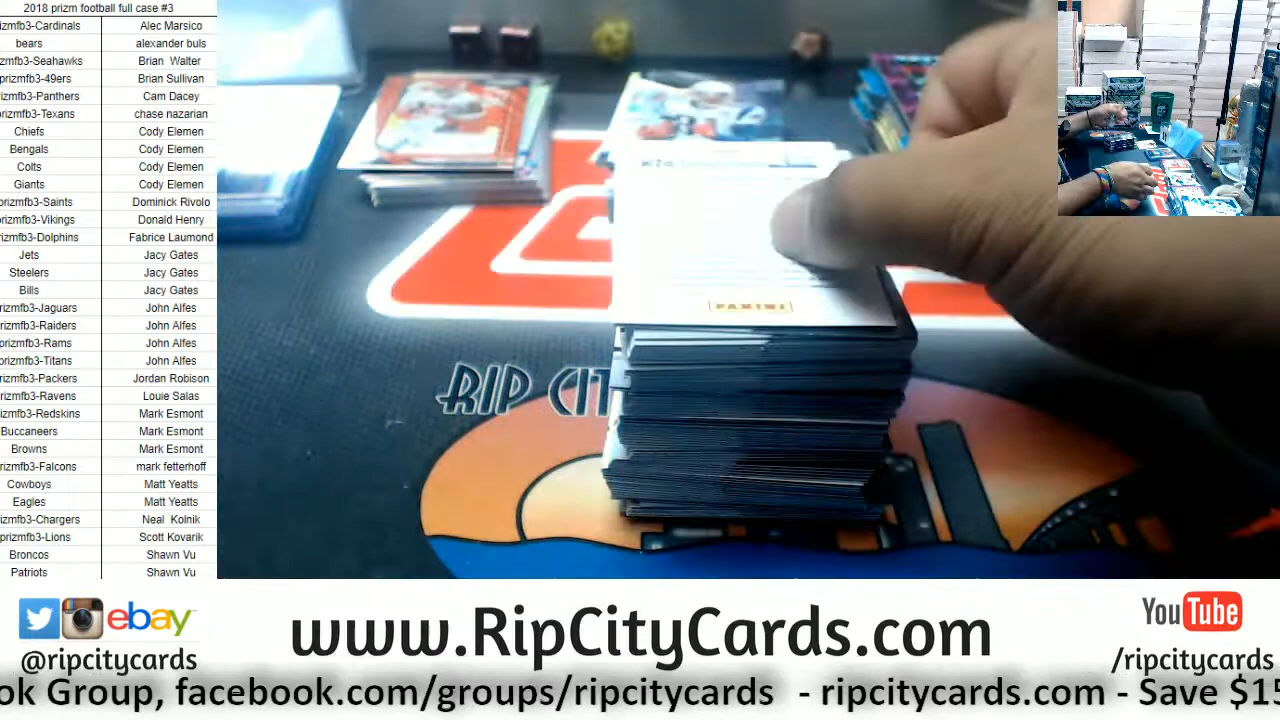 2018 prizm football full case #3
izmfb3-Cardinals Alec Marsico
bears alexander buls
rizmfb3-Seahawks Brian Walter
prizmfb3-49ers Brian Sullivan
rizmfb3-Panthers Cam Dacey
prizmfb3-Texans chase nazarian
Chiefs Cody Elemen
Bengals Cody Elemen
Colts Cody Elemen
Giants Cody Elemen
prizmfb3-Saints Dominick Rivolo
rizmfb3-Vikings Donald Henry
rizmfb3-Dolphins Fabrice Laumond
Jets Jacy Gates
Steelers Jacy Gates
Bills Jacy Gates
rizmfb3-Jaguars John Alfes
rizmfb3-Raiders John Alfes
prizmfb3-Rams John Alfes
prizmfb3-Titans John Alfes
rizmfb3-Packers Jordan Robison
rizmfb3-Ravens Louie Salas
izmfb3-Redskins Mark Esmont
Buccaneers Mark Esmont
Browns Mark Esmont
rizmfb3-Falcons mark fetterhoff
Cowboys Matt Yeatts
Eagles Matt Yeatts
izmfb3-Chargers Neal Kolnik
prizmfb3-Lions Scott Kovarik
Broncos Shawn Vu
Patriots Shawn Vu
PANINI
RIP CIT
ebay
@ripcitycards
www.RipCityCards.com
YouTube
/ripcitycards
ok Group, facebook.com/groups/ripcitycards - ripcitycards.com - Save $15